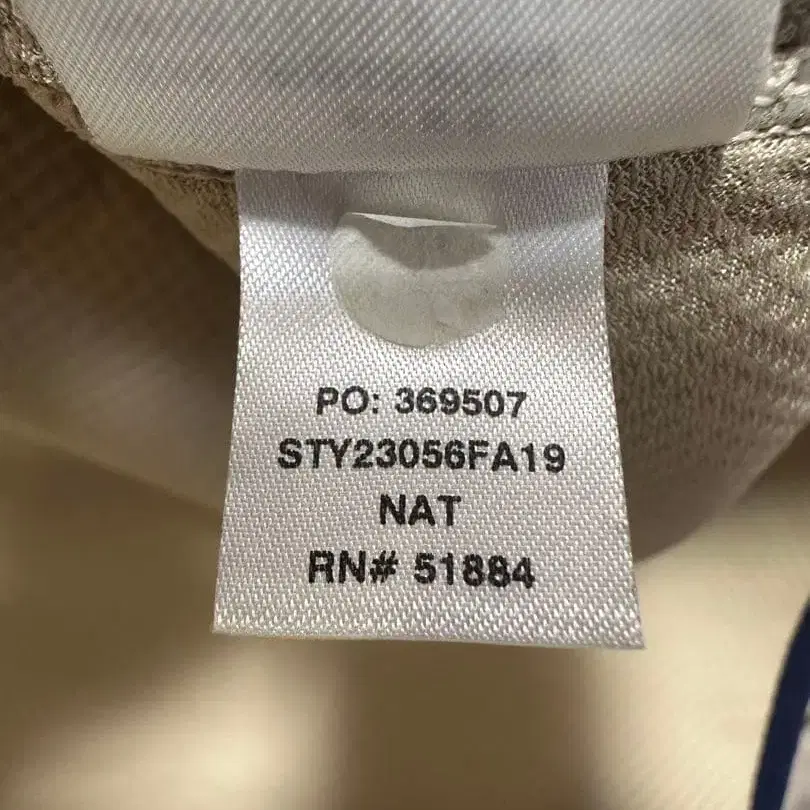 PO: 369507
STY23056FA19
NAT
RN# 51884